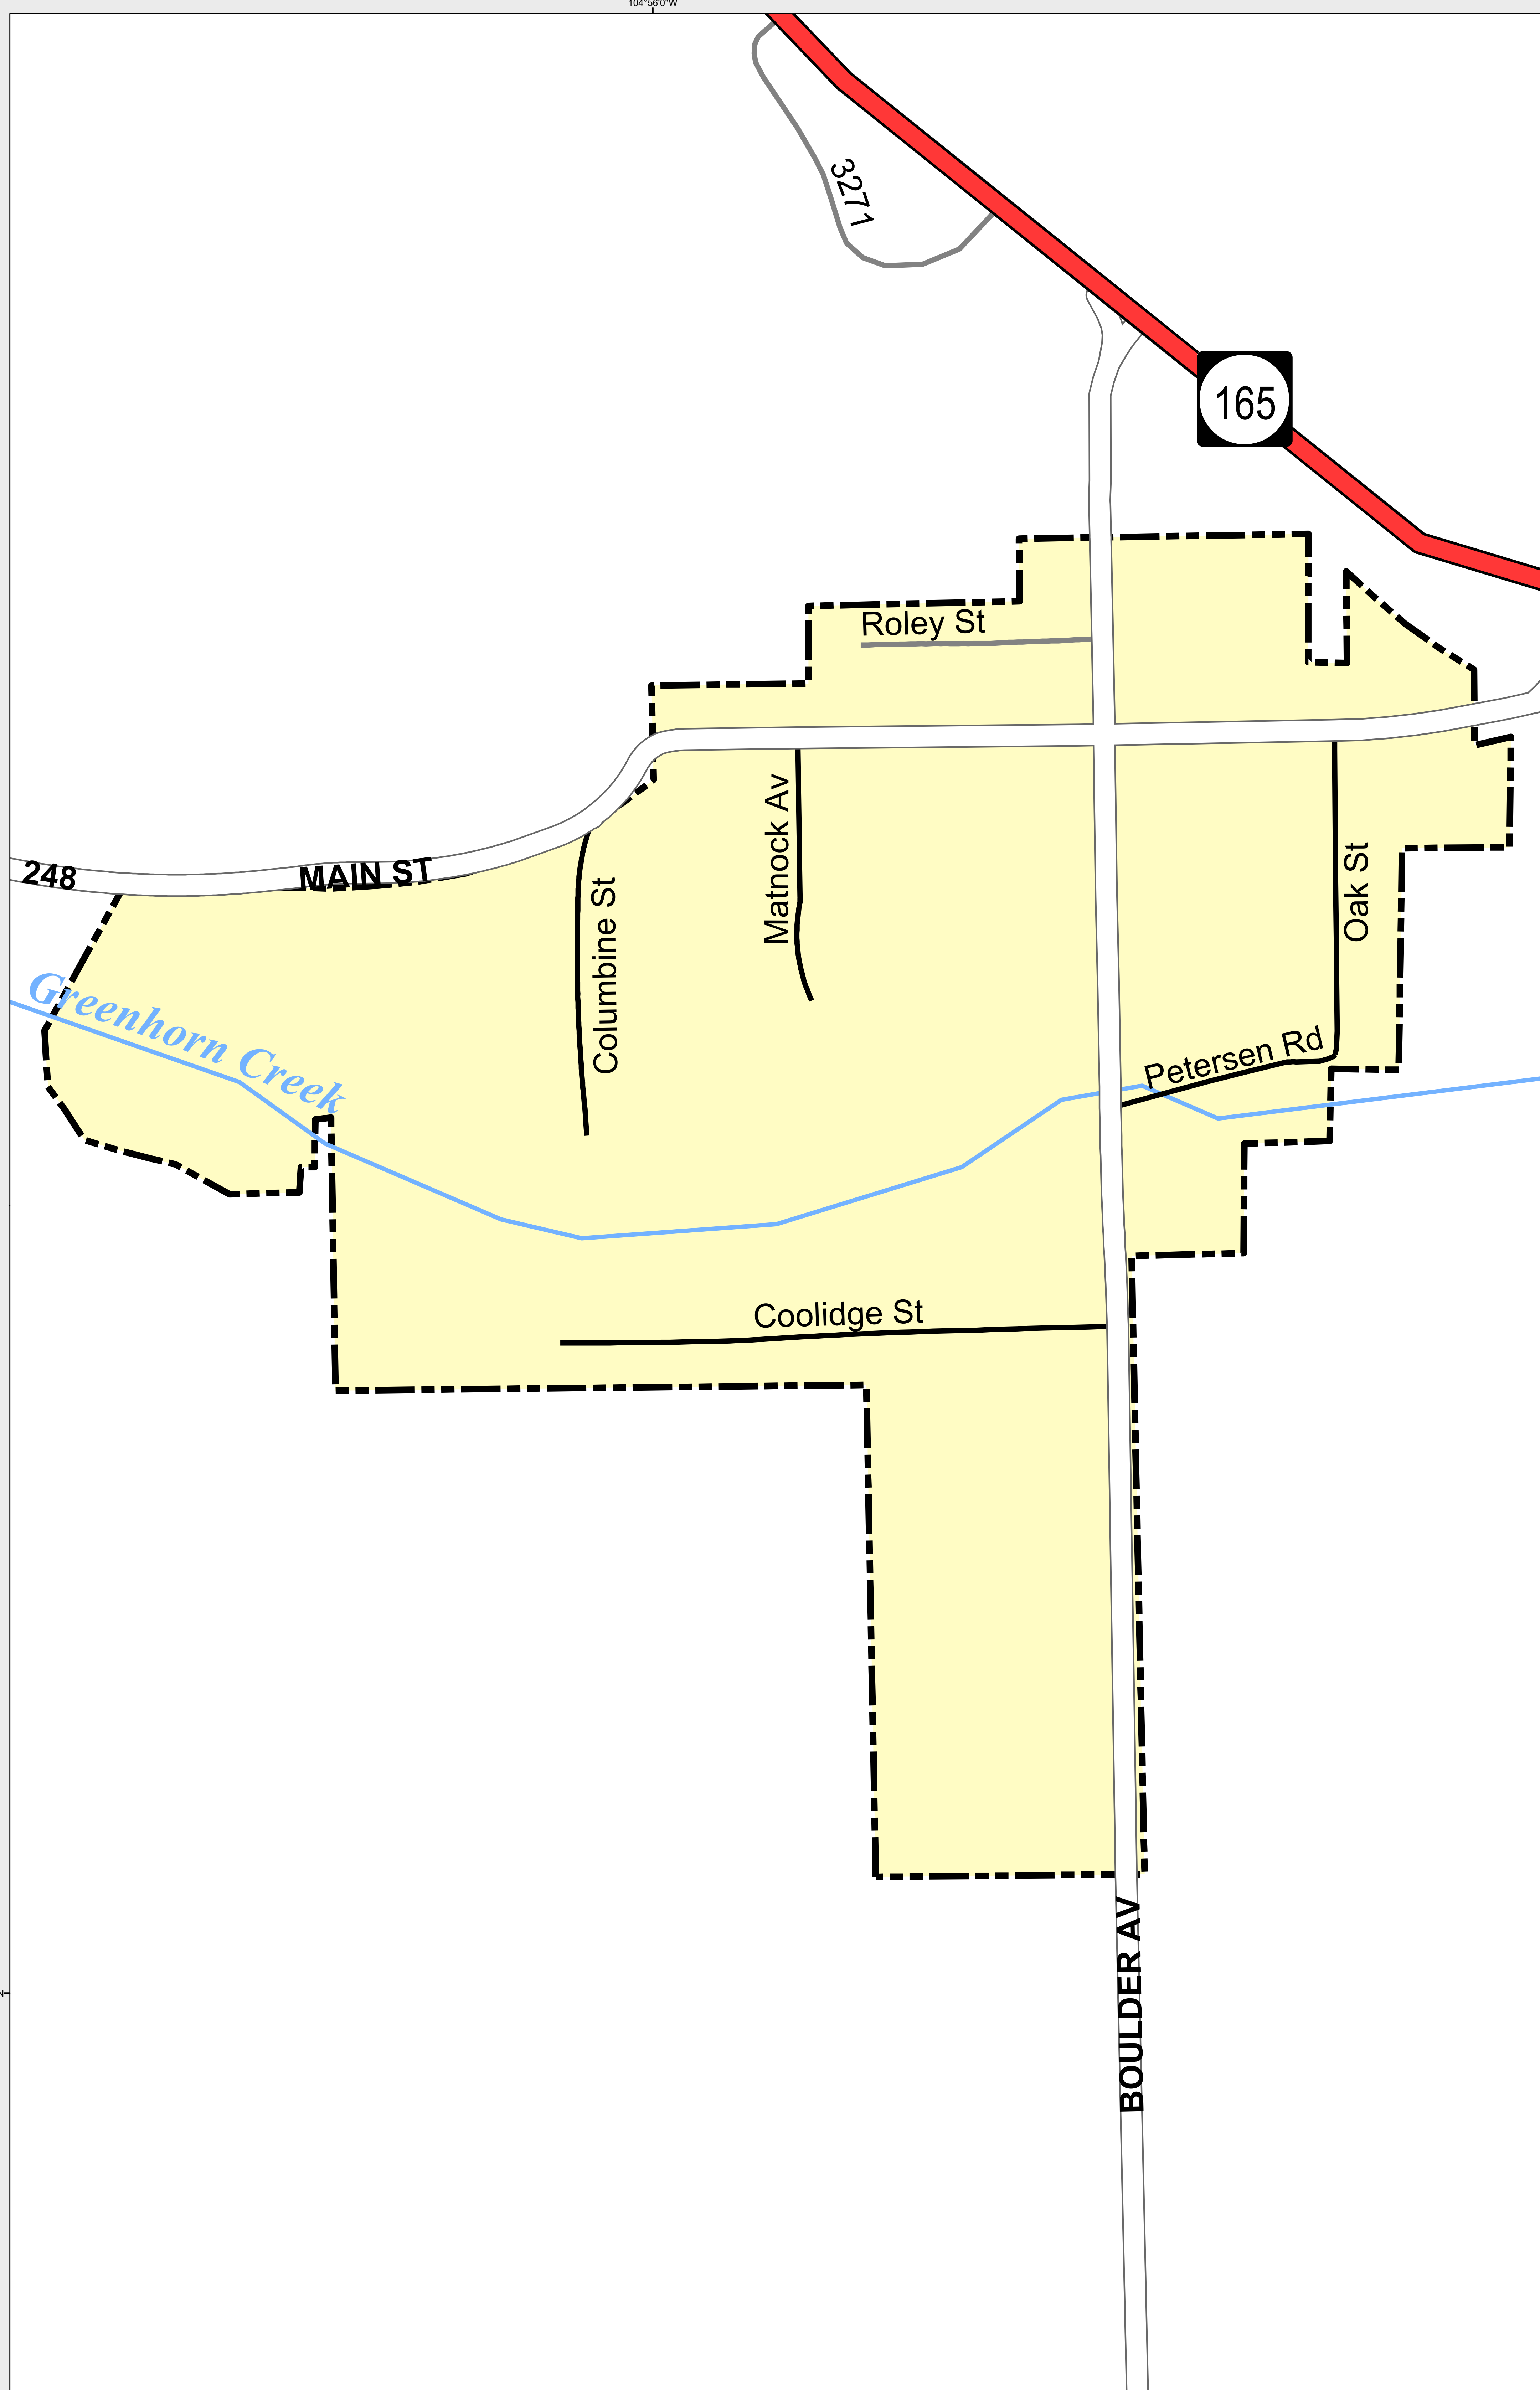 104°56'0"W
3271
165
Roley St
Matnock Av
248
MAIN ST
Columbine St
Oak St
Greenhorn Creek
Petersen Rd
Coolidge St
BOULDER AV